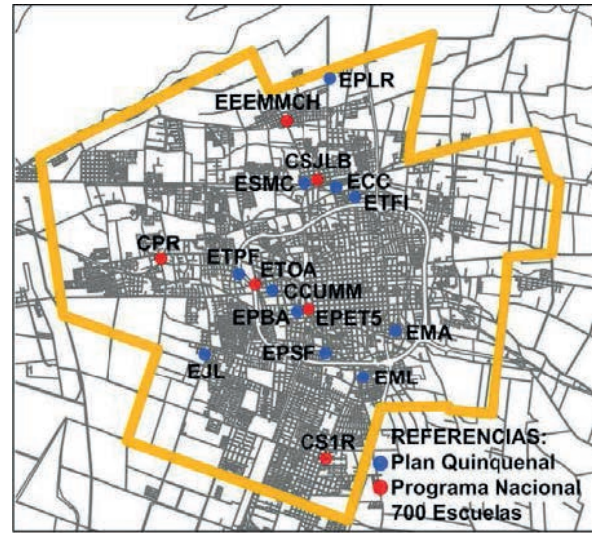 EPLR
EEEMMCH
CSJLB
ESMC
ECC
ETFI
CPR
ETPF
ETOA
CCUMM
EPBA
EPET5
EMA
EPSF
EJL
EML
CS1R
REFERENCIAS:
Plan Quinquenal
Programa Nacional
700 Escuelas